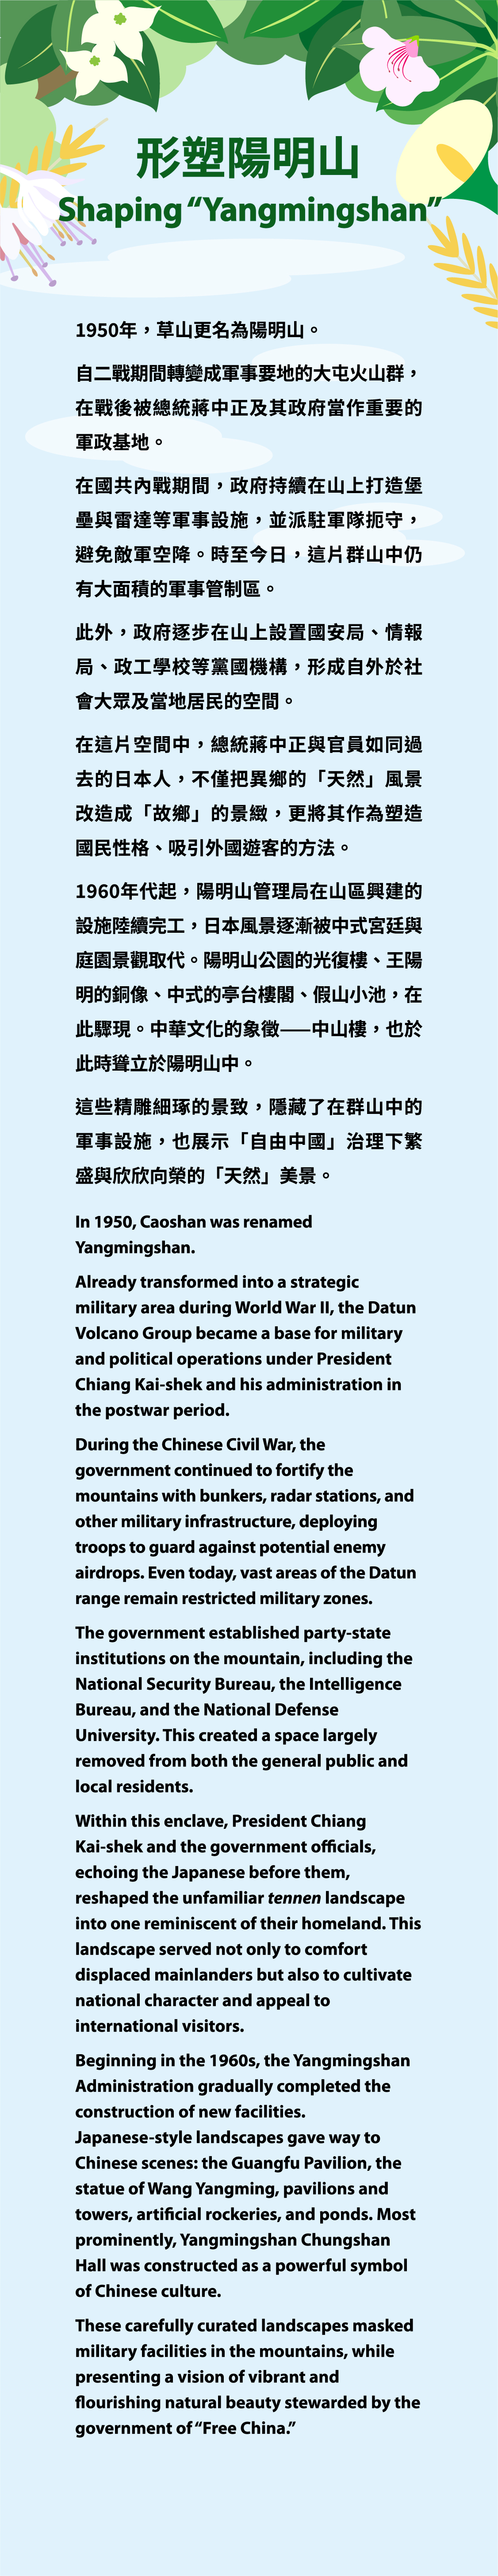 形塑陽明山
Shaping “Yangmingshan”
1950年，草山更名為陽明山。
自二戰期間轉變成軍事要地的大屯火山群，
在戰後被總統蔣中正及其政府當作重要的
軍政基地。
在國共內戰期間，政府持續在山上打造堡
壘與雷達等軍事設施，並派駐軍隊扼守，
避免敵軍空降。時至今日，這片群山中仍
有大面積的軍事管制區。
此外，政府逐步在山上設置國安局、情報
局、政工學校等黨國機構，形成自外於社
會大眾及當地居民的空間。
在這片空間中，總統蔣中正與官員如同過
去的日本人，不僅把異鄉的「天然」風景
改造成「故鄉」的景緻，更將其作為塑造
國民性格、吸引外國遊客的方法。
1960年代起，陽明山管理局在山區興建的
設施陸續完工，日本風景逐漸被中式宮廷與
庭園景觀取代。陽明山公園的光復樓、王陽
明的銅像、中式的亭台樓閣、假山小池，在
此驟現。中華文化的象徵——中山樓，也於
此時聳立於陽明山中。
這些精雕細琢的景致，隱藏了在群山中的
軍事設施，也展示「自由中國」治理下繁
盛與欣欣向榮的「天然」美景。
In 1950, Caoshan was renamed
Yangmingshan.
Already transformed into a strategic
military area during World War II, the Datun
Volcano Group became a base for military
and political operations under President
Chiang Kai-shek and his administration in
the postwar period.
During the Chinese Civil War, the
government continued to fortify the
mountains with bunkers, radar stations, and
other military infrastructure, deploying
troops to guard against potential enemy
airdrops. Even today, vast areas of the Datun
range remain restricted military zones.
The government established party-state
institutions on the mountain, including the
National Security Bureau, the Intelligence
Bureau, and the National Defense
University. This created a space largely
removed from both the general public and
local residents.
Within this enclave, President Chiang
Kai-shek and the government officials,
echoing the Japanese before them,
reshaped the unfamiliar tennen landscape
into one reminiscent of their homeland. This
landscape served not only to comfort
displaced mainlanders but also to cultivate
national character and appeal to
international visitors.
Beginning in the 1960s, the Yangmingshan
Administration gradually completed the
construction of new facilities.
Japanese-style landscapes gave way to
Chinese scenes: the Guangfu Pavilion, the
statue of Wang Yangming, pavilions and
towers, artificial rockeries, and ponds. Most
prominently, Yangmingshan Chungshan
Hall was constructed as a powerful symbol
of Chinese culture.
These carefully curated landscapes masked
military facilities in the mountains, while
presenting a vision of vibrant and
flourishing natural beauty stewarded by the
government of “Free China.”